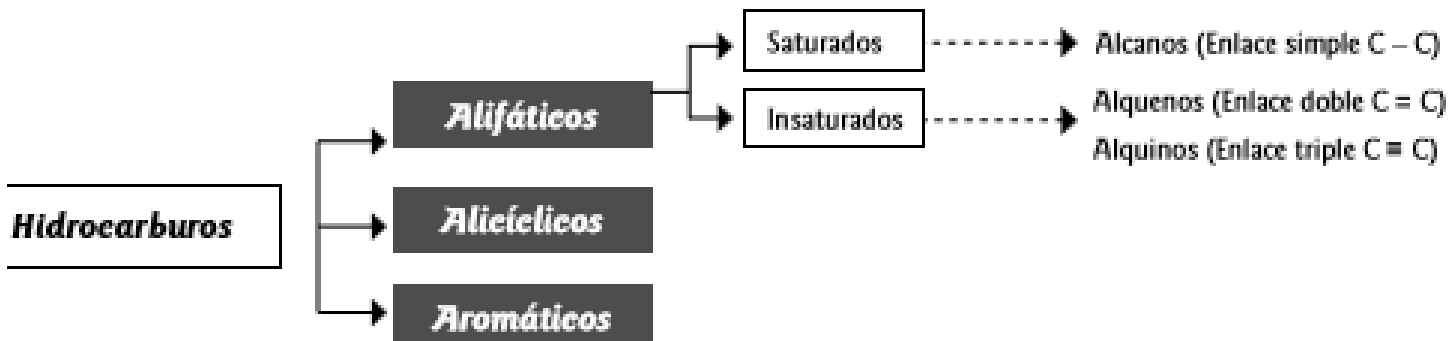 Hidrocarburos
Alifáticos
Alicíclicos
Aromáticos
Saturados
Insaturados
Alcanos (Enlace simple C – C)
Alquenos (Enlace doble C = C)
Alquinos (Enlace triple C ≡ C)